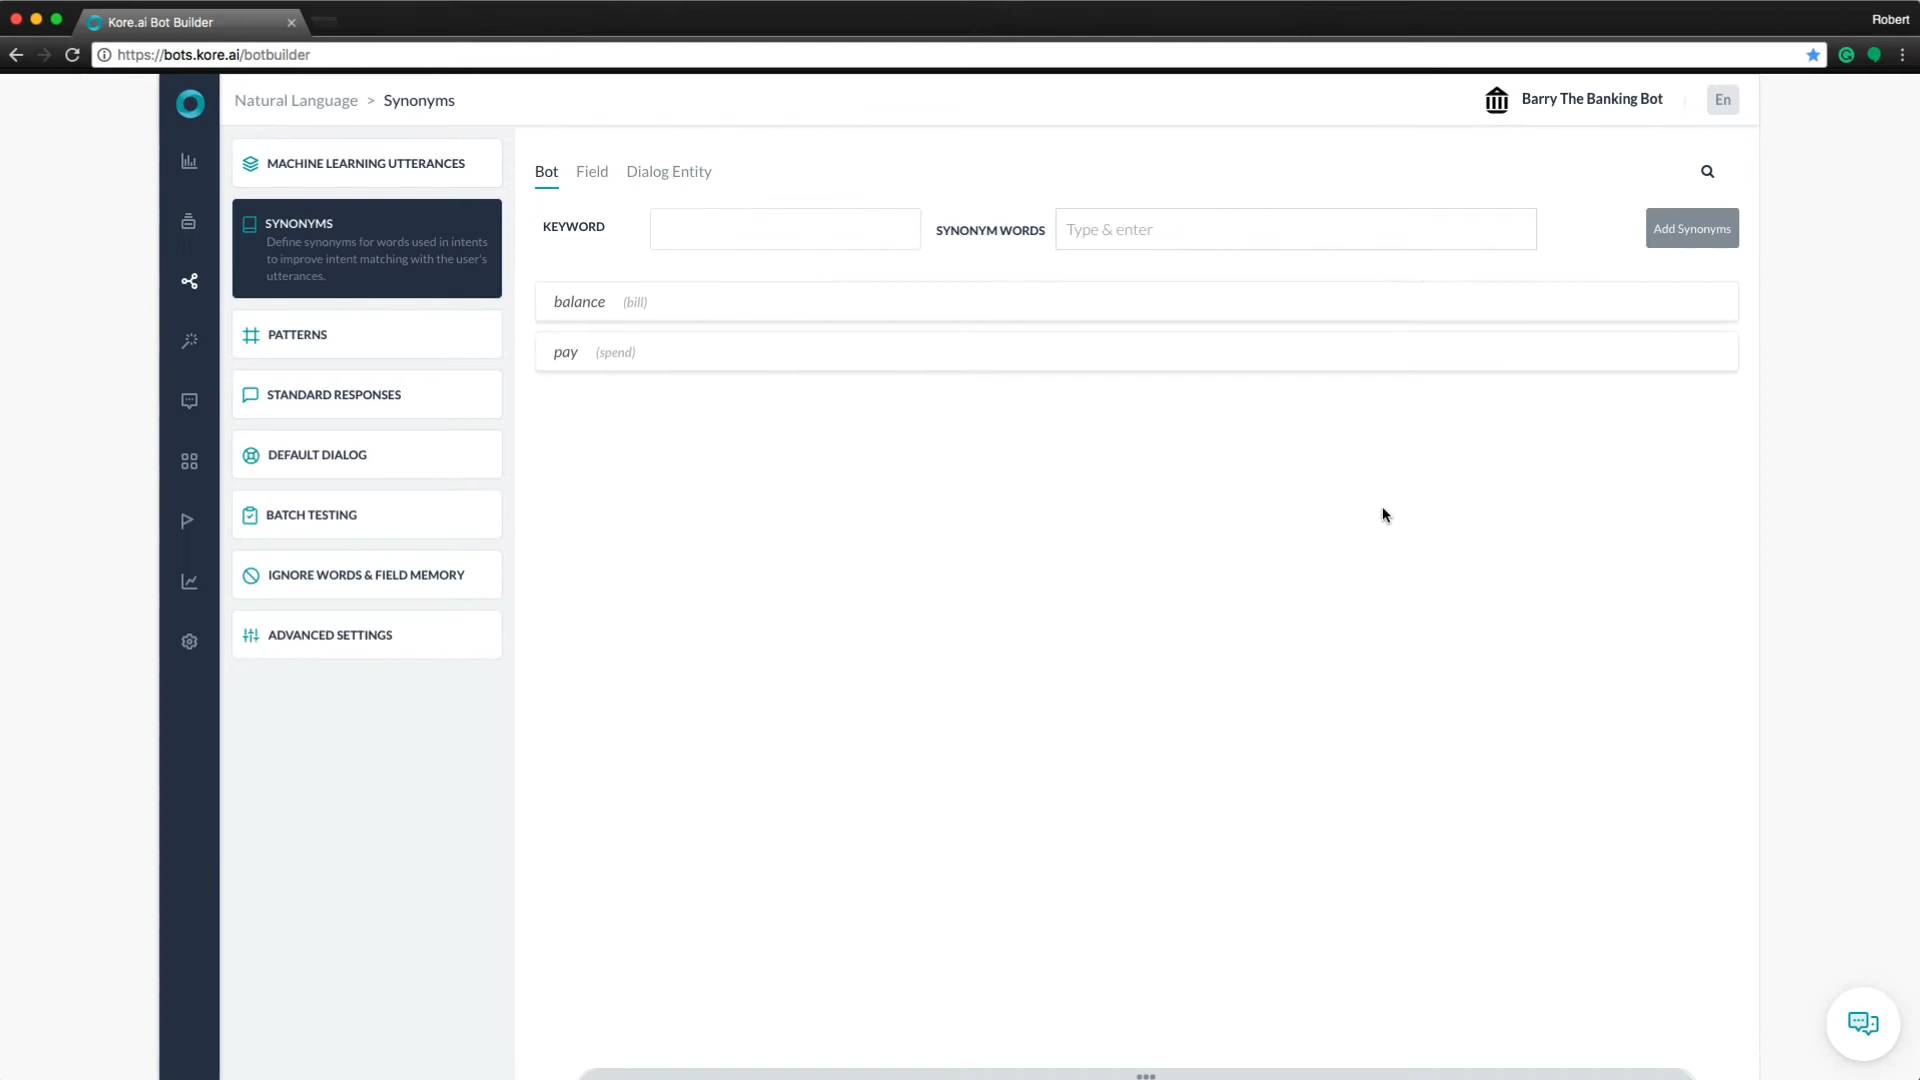 Kore.ai Bot Builder
Robert
https://bots.kore.ai/botbuilder
Natural Language > Synonyms
Barry The Banking Bot
En
MACHINE LEARNING UTTERANCES
SYNONYMS
Define synonyms for words used in intents
to improve intent matching with the user's
utterances.
PATTERNS
STANDARD RESPONSES
DEFAULT DIALOG
BATCH TESTING
IGNORE WORDS & FIELD MEMORY
ADVANCED SETTINGS
Bot Field Dialog Entity
KEYWORD
SYNONYM WORDS
Type & enter
Add Synonyms
balance (bill)
pay (spend)